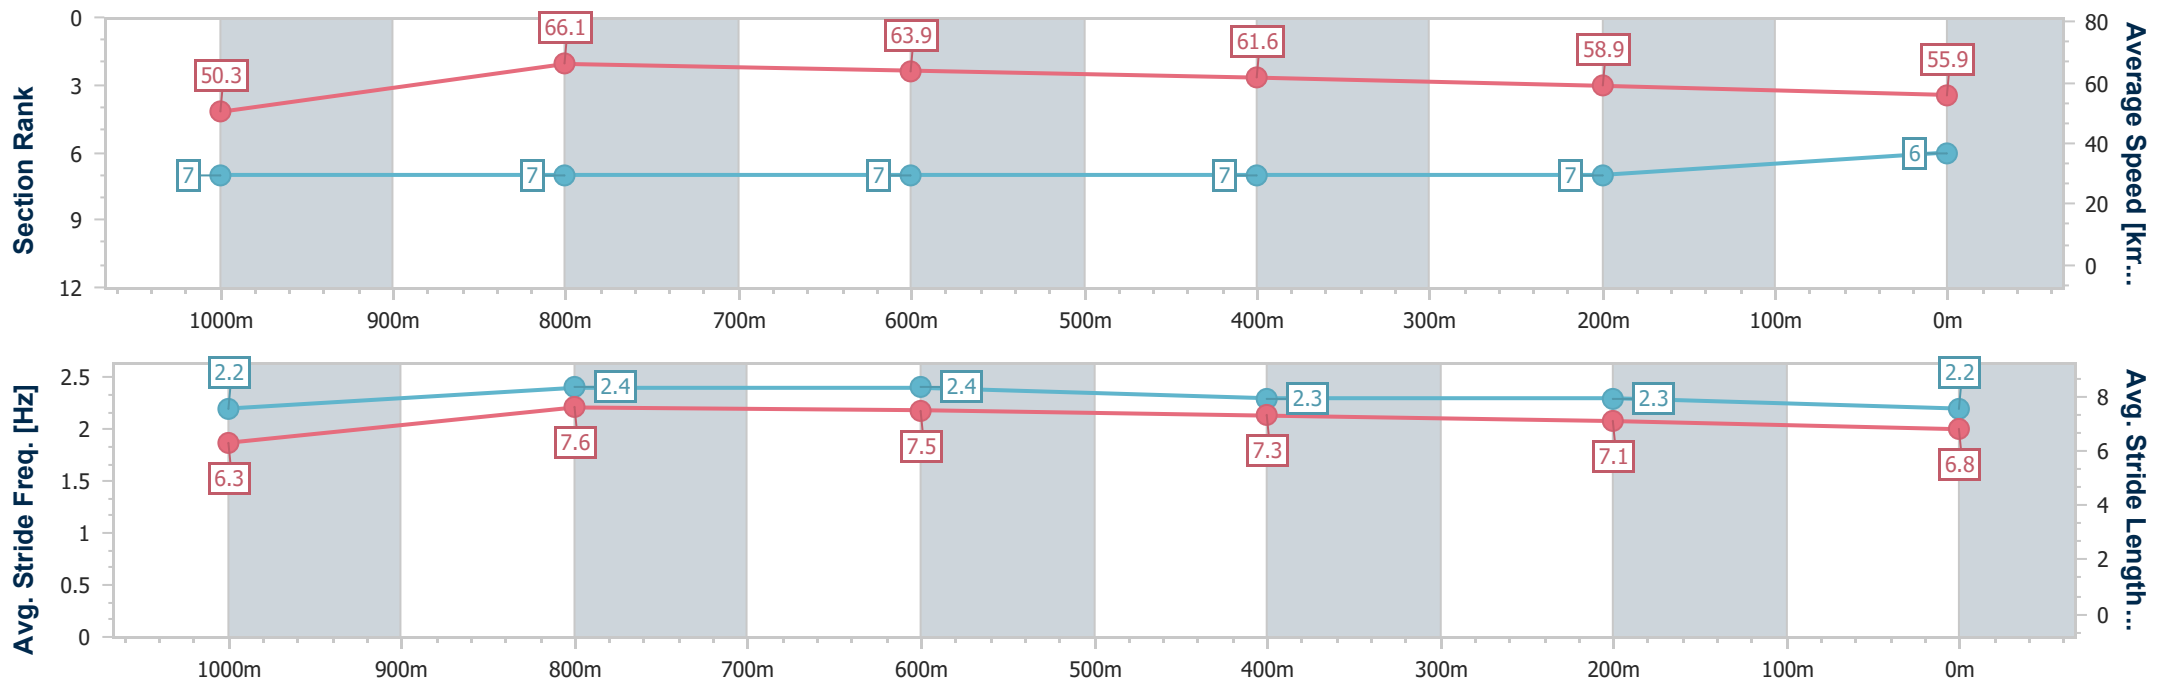 Section Rank
0
3
6
9
12
Average Speed [km...
80
60
40
20
0
50.3
66.1
63.9
61.6
58.9
55.9
7
7
7
7
7
6
1000m
900m
800m
700m
600m
500m
400m
300m
200m
100m
0m
Avg. Stride Freq. [Hz]
2.5
2
1.5
1
0.5
0
Avg. Stride Length...
8
6
4
2
0
2.2
2.4
2.4
2.3
2.3
2.2
6.3
7.6
7.5
7.3
7.1
6.8
1000m
900m
800m
700m
600m
500m
400m
300m
200m
100m
0m